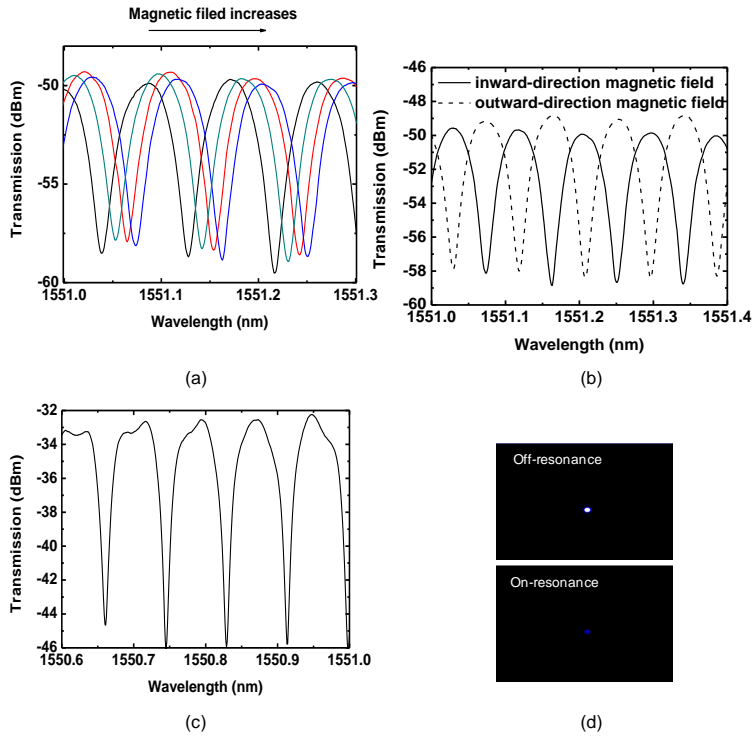 Magnetic filed increases
-50
-55
-60
1551.0 1551.1 1551.2 1551.3
Transmission (dBm)
Wavelength (nm)
(a)
-46
-48
-50
-52
-54
-56
-58
-60
1551.0 1551.1 1551.2 1551.3 1551.4
inward-direction magnetic field
outward-direction magnetic field
Transmission (dBm)
Wavelength (nm)
(b)
-32
-34
-36
-38
-40
-42
-44
-46
1550.6 1550.7 1550.8 1550.9 1551.0
Transmission (dBm)
Wavelength (nm)
(c)
Off-resonance
On-resonance
(d)